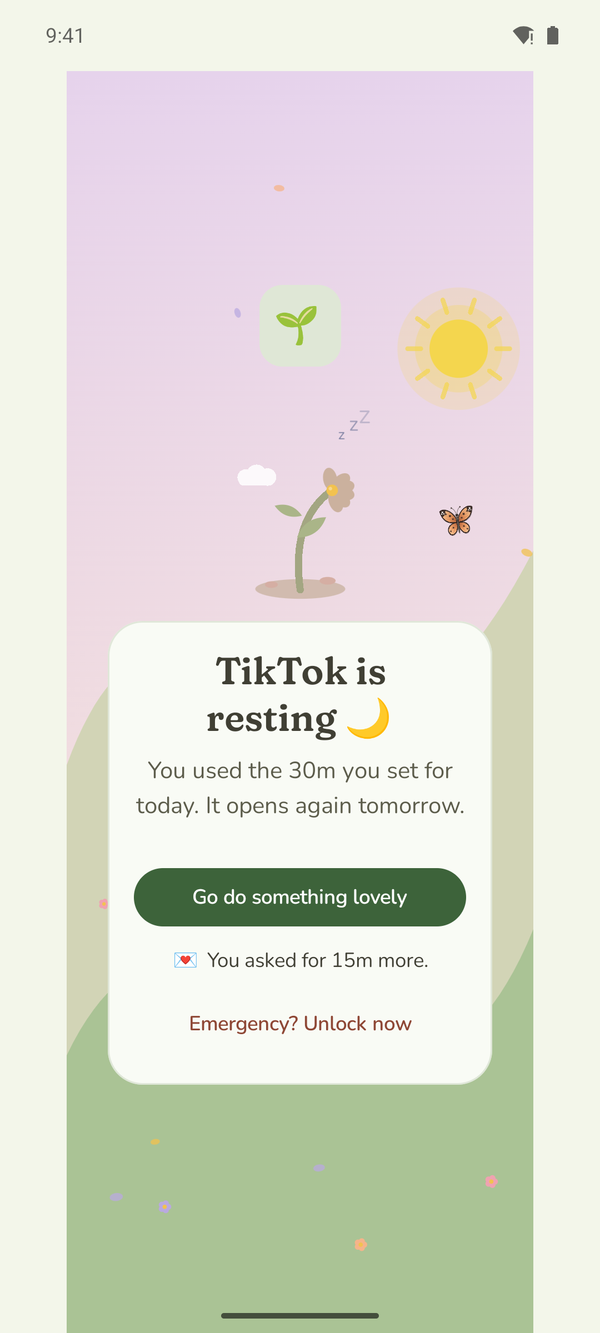 9:41
z z Z
TikTok is
resting 🌙
You used the 30m you set for
today. It opens again tomorrow.
Go do something lovely
💌 You asked for 15m more.
Emergency? Unlock now